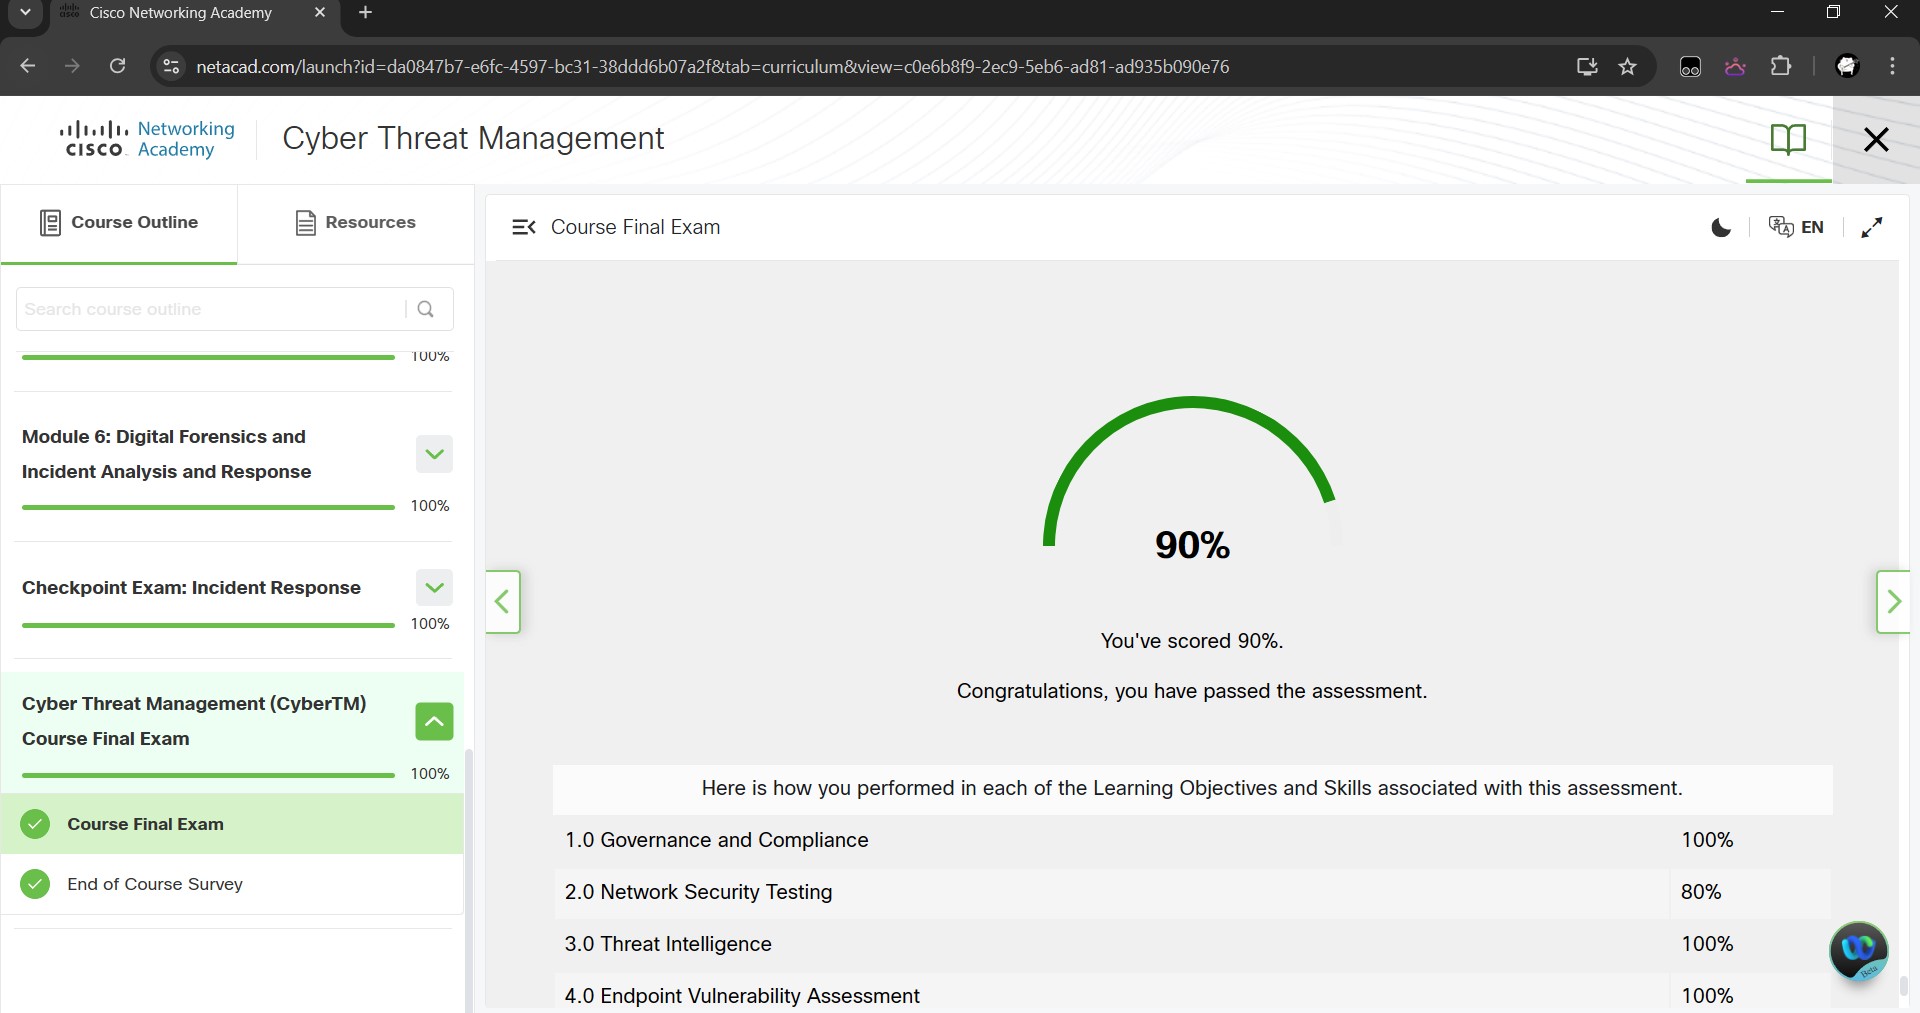 Cisco Networking Academy
netacad.com/launch?id=da0847b7-e6fc-4597-bc31-38ddd6b07a2f&tab=curriculum&view=c0e6b8f9-2ec9-5eb6-ad81-ad935b090e76
CISCO Networking Academy
Cyber Threat Management
Course Outline
Resources
Search course outline
100%
Module 6: Digital Forensics and
Incident Analysis and Response
100%
Checkpoint Exam: Incident Response
100%
Cyber Threat Management (CyberTM)
Course Final Exam
100%
Course Final Exam
End of Course Survey
Course Final Exam
EN
90%
You've scored 90%.
Congratulations, you have passed the assessment.
Here is how you performed in each of the Learning Objectives and Skills associated with this assessment.
1.0 Governance and Compliance 100%
2.0 Network Security Testing 80%
3.0 Threat Intelligence 100%
4.0 Endpoint Vulnerability Assessment 100%
Beta